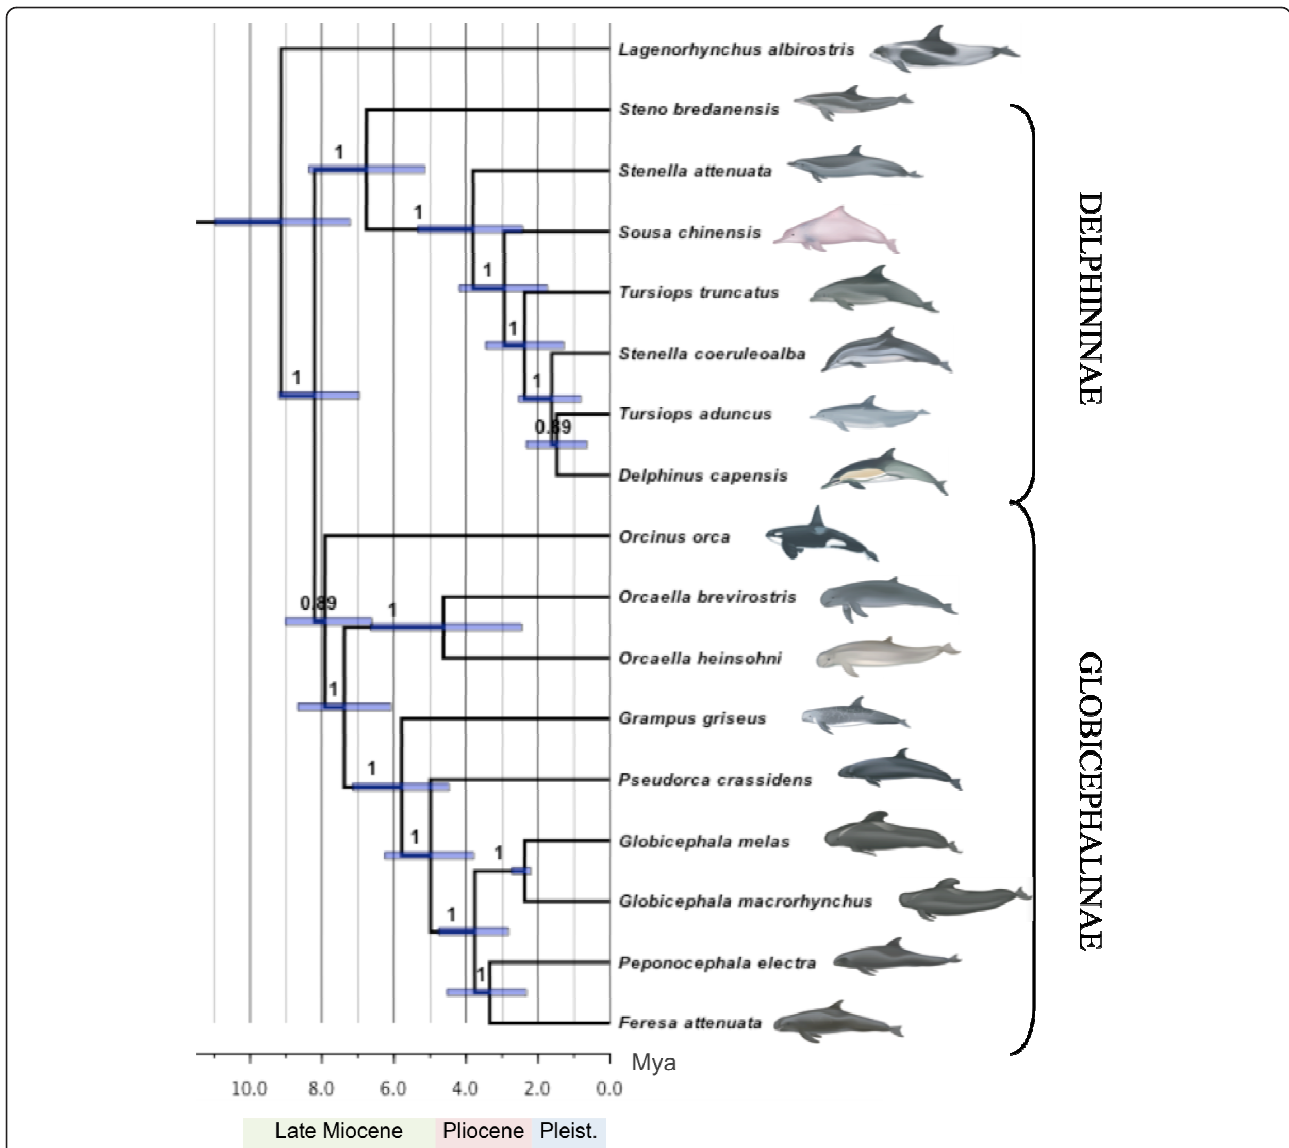 Lagenorhynchus albirostris
Steno bredanensis
1
Stenella attenuata
1
Sousa chinensis
1
Tursiops truncatus
1
Stenella coeruleoalba
1
1
Tursiops aduncus
0.89
Delphinus capensis
DELPHININAE
Orcinus orca
0.89
1
Orcaella brevirostris
Orcaella heinsohni
1
Grampus griseus
1
Pseudorca crassidens
1
Globicephala melas
1
Globicephala macrorhynchus
1
Peponocephala electra
1
Feresa attenuata
GLOBICEPHALINAE
Mya
10.0 8.0 6.0 4.0 2.0 0.0
Late Miocene Pliocene Pleist.